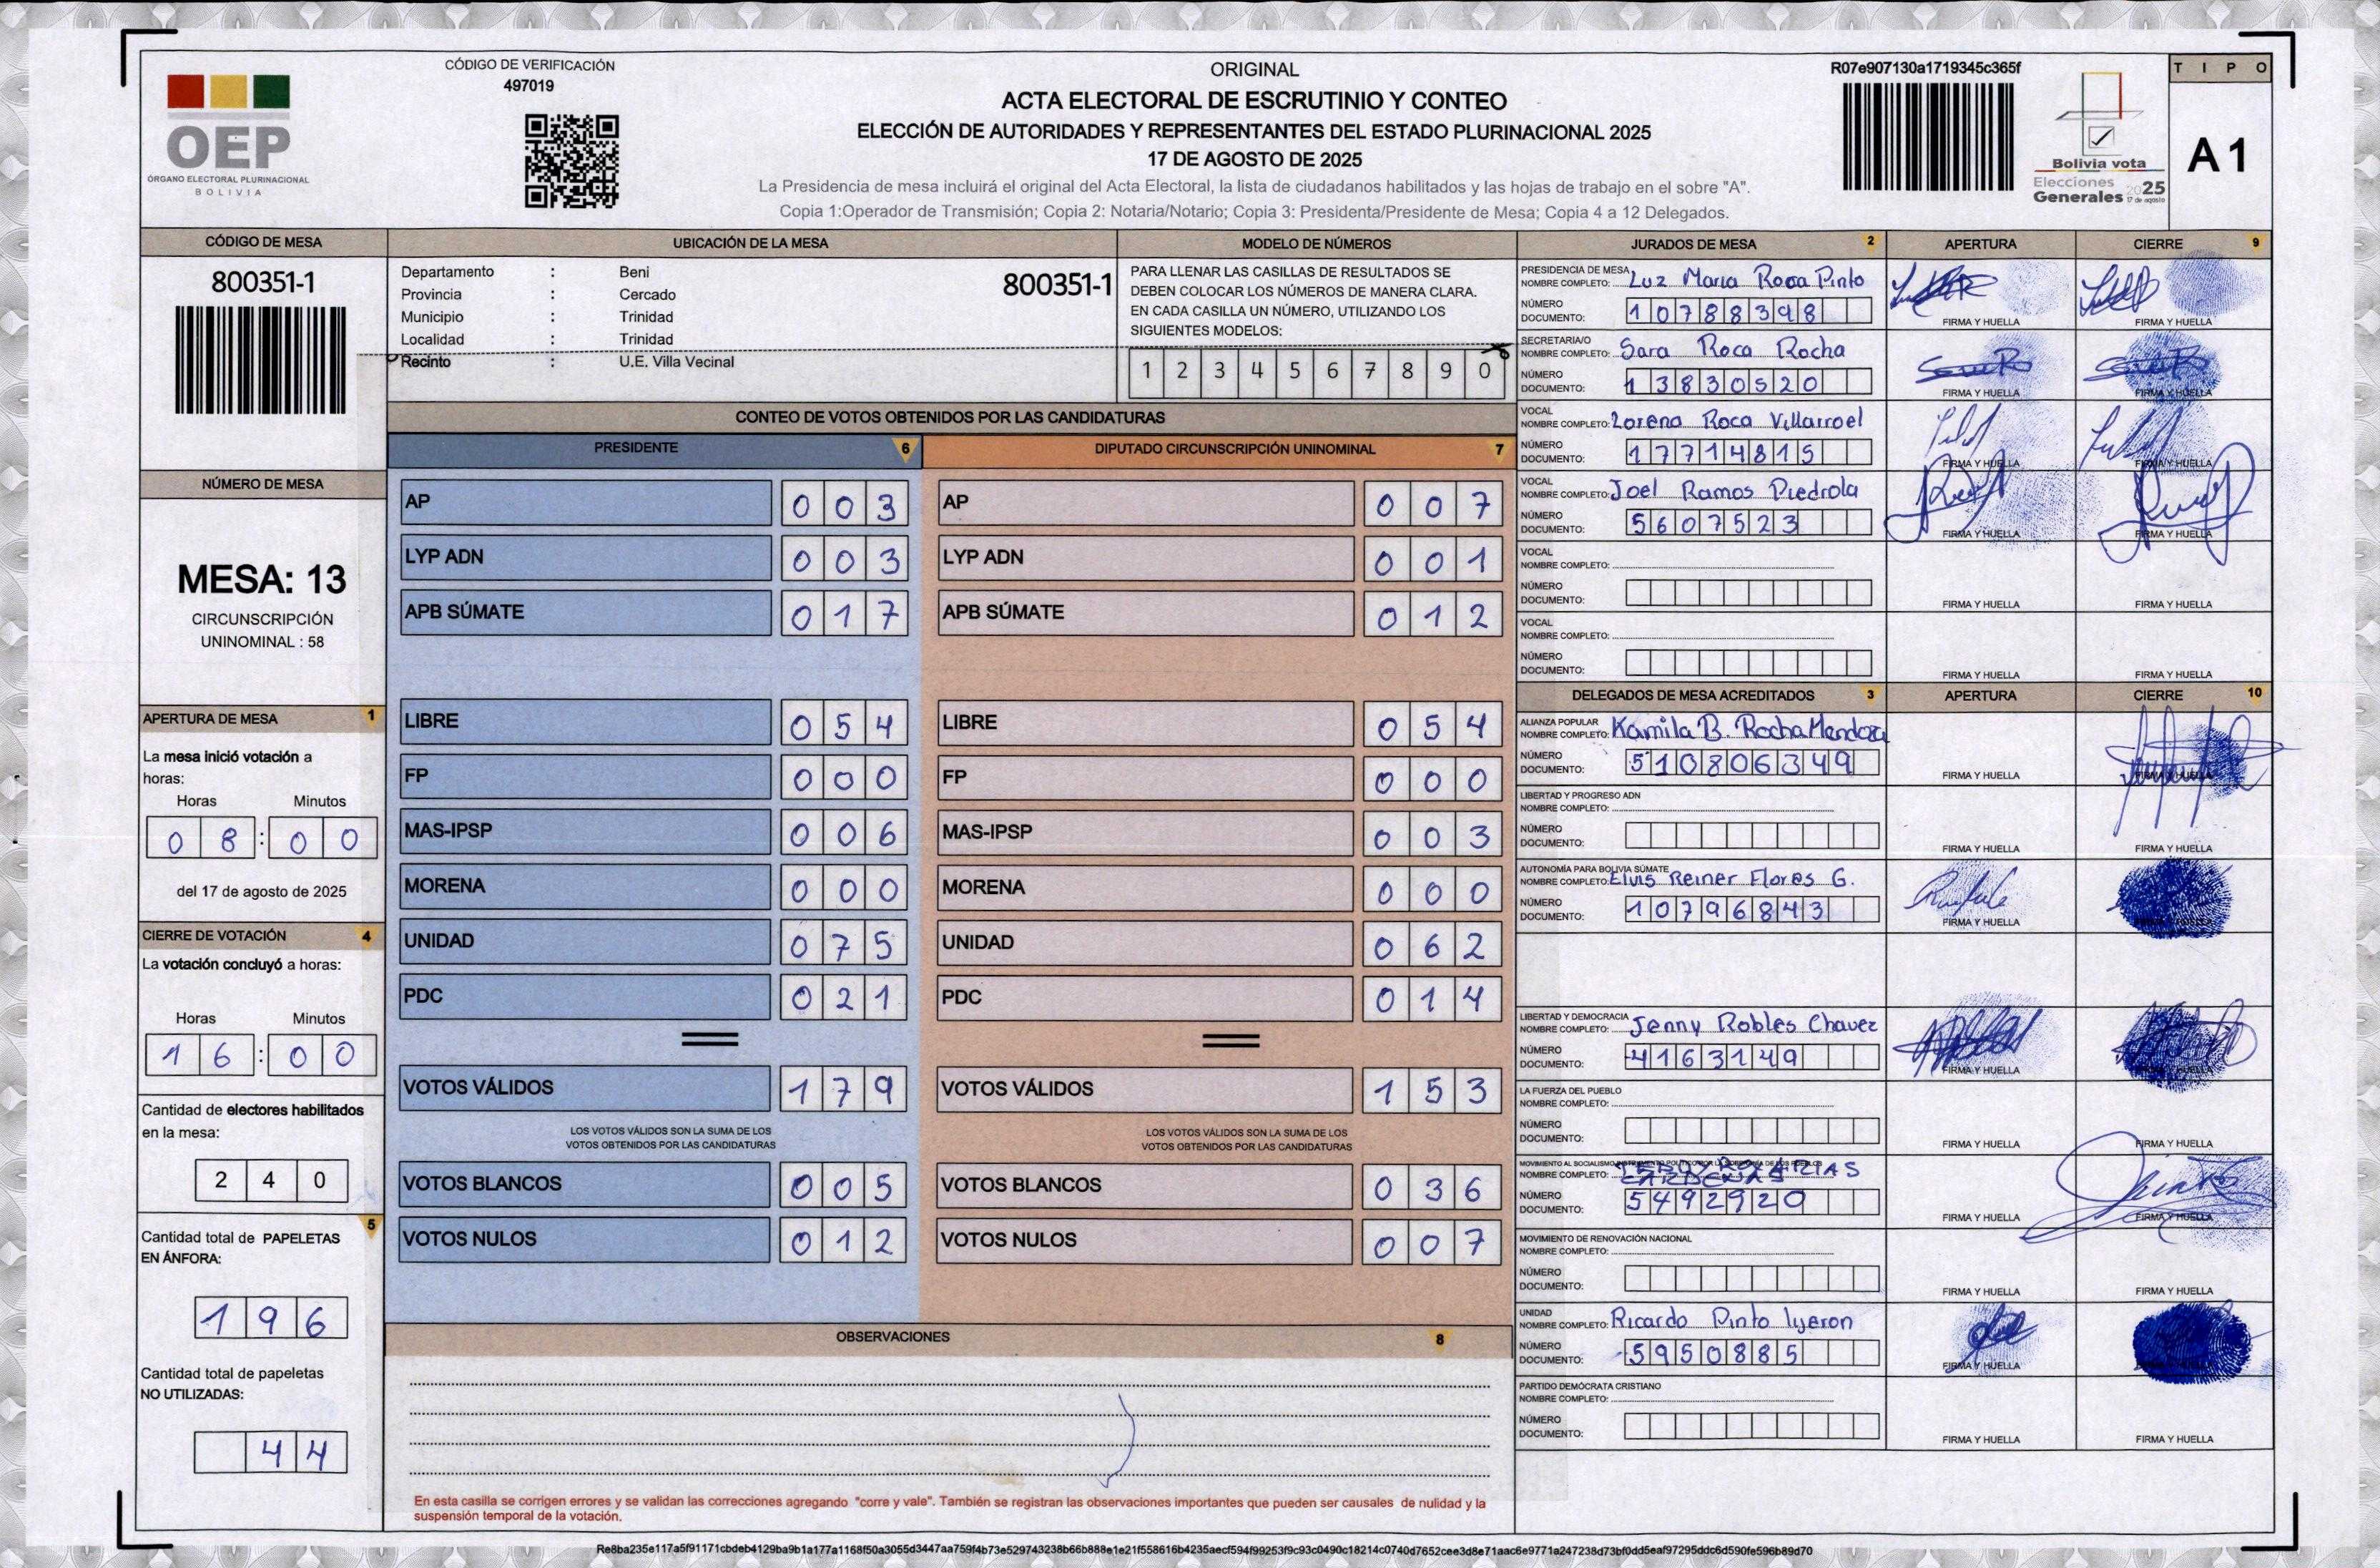 CÓDIGO DE VERIFICACIÓN
497019
OEP
ÓRGANO ELECTORAL PLURINACIONAL
BOLIVIA
ORIGINAL
ACTA ELECTORAL DE ESCRUTINIO Y CONTEO
ELECCIÓN DE AUTORIDADES Y REPRESENTANTES DEL ESTADO PLURINACIONAL 2025
17 DE AGOSTO DE 2025
La Presidencia de mesa incluirá el original del Acta Electoral, la lista de ciudadanos habilitados y las hojas de trabajo en el sobre "A".
Copia 1:Operador de Transmisión; Copia 2: Notaria/Notario; Copia 3: Presidenta/Presidente de Mesa; Copia 4 a 12 Delegados.
R07e907130a1719345c365f
Bolivia vota
Elecciones
Generales 2025
17 de agosto
TIPO
A1
CÓDIGO DE MESA
800351-1
NÚMERO DE MESA
MESA: 13
CIRCUNSCRIPCIÓN
UNINOMINAL : 58
APERTURA DE MESA 1
La mesa inició votación a
horas:
Horas Minutos
08:00
del 17 de agosto de 2025
CIERRE DE VOTACIÓN 4
La votación concluyó a horas:
Horas Minutos
16:00
Cantidad de electores habilitados
en la mesa:
240
5
Cantidad total de PAPELETAS
EN ÁNFORA:
196
Cantidad total de papeletas
NO UTILIZADAS:
44
UBICACIÓN DE LA MESA
Departamento : Beni
800351-1
Provincia : Cercado
Municipio : Trinidad
Localidad : Trinidad
Recinto : U.E. Villa Vecinal
MODELO DE NÚMEROS
PARA LLENAR LAS CASILLAS DE RESULTADOS SE
DEBEN COLOCAR LOS NÚMEROS DE MANERA CLARA.
EN CADA CASILLA UN NÚMERO, UTILIZANDO LOS
SIGUIENTES MODELOS:
1 2 3 4 5 6 7 8 9 0
CONTEO DE VOTOS OBTENIDOS POR LAS CANDIDATURAS
PRESIDENTE 6
AP 003
LYP ADN 003
APB SÚMATE 017
LIBRE 054
FP 000
MAS-IPSP 006
MORENA 000
UNIDAD 075
PDC 021
VOTOS VÁLIDOS 179
LOS VOTOS VÁLIDOS SON LA SUMA DE LOS
VOTOS OBTENIDOS POR LAS CANDIDATURAS
VOTOS BLANCOS 005
VOTOS NULOS 012
DIPUTADO CIRCUNSCRIPCIÓN UNINOMINAL 7
AP 007
LYP ADN 001
APB SÚMATE 012
LIBRE 054
FP 000
MAS-IPSP 003
MORENA 000
UNIDAD 062
PDC 014
VOTOS VÁLIDOS 153
LOS VOTOS VÁLIDOS SON LA SUMA DE LOS
VOTOS OBTENIDOS POR LAS CANDIDATURAS
VOTOS BLANCOS 036
VOTOS NULOS 007
OBSERVACIONES 8
En esta casilla se corrigen errores y se validan las correcciones agregando "corre y vale". También se registran las observaciones importantes que pueden ser causales de nulidad y la
suspensión temporal de la votación.
JURADOS DE MESA 2 APERTURA CIERRE 9
PRESIDENCIA DE MESA
NOMBRE COMPLETO: Luz Maria Roca Pinto
NÚMERO
DOCUMENTO: 10788398
FIRMA Y HUELLA FIRMA Y HUELLA
SECRETARIA/O
NOMBRE COMPLETO: Sara Roca Rocha
NÚMERO
DOCUMENTO: 13830520
FIRMA Y HUELLA FIRMA Y HUELLA
VOCAL
NOMBRE COMPLETO: Lorena Roca Villarroel
NÚMERO
DOCUMENTO: 17714815
FIRMA Y HUELLA FIRMA Y HUELLA
VOCAL
NOMBRE COMPLETO: Joel Ramos Piedrola
NÚMERO
DOCUMENTO: 5607523
FIRMA Y HUELLA FIRMA Y HUELLA
VOCAL
NOMBRE COMPLETO:
NÚMERO
DOCUMENTO:
FIRMA Y HUELLA FIRMA Y HUELLA
VOCAL
NOMBRE COMPLETO:
NÚMERO
DOCUMENTO:
FIRMA Y HUELLA FIRMA Y HUELLA
DELEGADOS DE MESA ACREDITADOS 3 APERTURA CIERRE 10
ALIANZA POPULAR
NOMBRE COMPLETO: Kamila B. Rocha Mendoza
NÚMERO
DOCUMENTO: 510806349
FIRMA Y HUELLA FIRMA Y HUELLA
LIBERTAD Y PROGRESO ADN
NOMBRE COMPLETO:
NÚMERO
DOCUMENTO:
FIRMA Y HUELLA FIRMA Y HUELLA
AUTONOMÍA PARA BOLIVIA SÚMATE
NOMBRE COMPLETO: Elvis Reiner Flores G.
NÚMERO
DOCUMENTO: 10796843
FIRMA Y HUELLA
LIBERTAD Y DEMOCRACIA
NOMBRE COMPLETO: Jenny Robles Chavez
NÚMERO
DOCUMENTO: 4163149
FIRMA Y HUELLA FIRMA Y HUELLA
LA FUERZA DEL PUEBLO
NOMBRE COMPLETO:
NÚMERO
DOCUMENTO:
FIRMA Y HUELLA FIRMA Y HUELLA
MOVIMIENTO AL SOCIALISMO INSTRUMENTO POLÍTICO POR LA SOBERANÍA DE LOS PUEBLOS
NOMBRE COMPLETO:
NÚMERO
DOCUMENTO: 5492920
FIRMA Y HUELLA FIRMA Y HUELLA
MOVIMIENTO DE RENOVACIÓN NACIONAL
NOMBRE COMPLETO:
NÚMERO
DOCUMENTO:
FIRMA Y HUELLA FIRMA Y HUELLA
UNIDAD
NOMBRE COMPLETO: Ricardo Pinto
NÚMERO
DOCUMENTO: 5950885
FIRMA Y HUELLA
PARTIDO DEMÓCRATA CRISTIANO
NOMBRE COMPLETO:
NÚMERO
DOCUMENTO:
FIRMA Y HUELLA FIRMA Y HUELLA